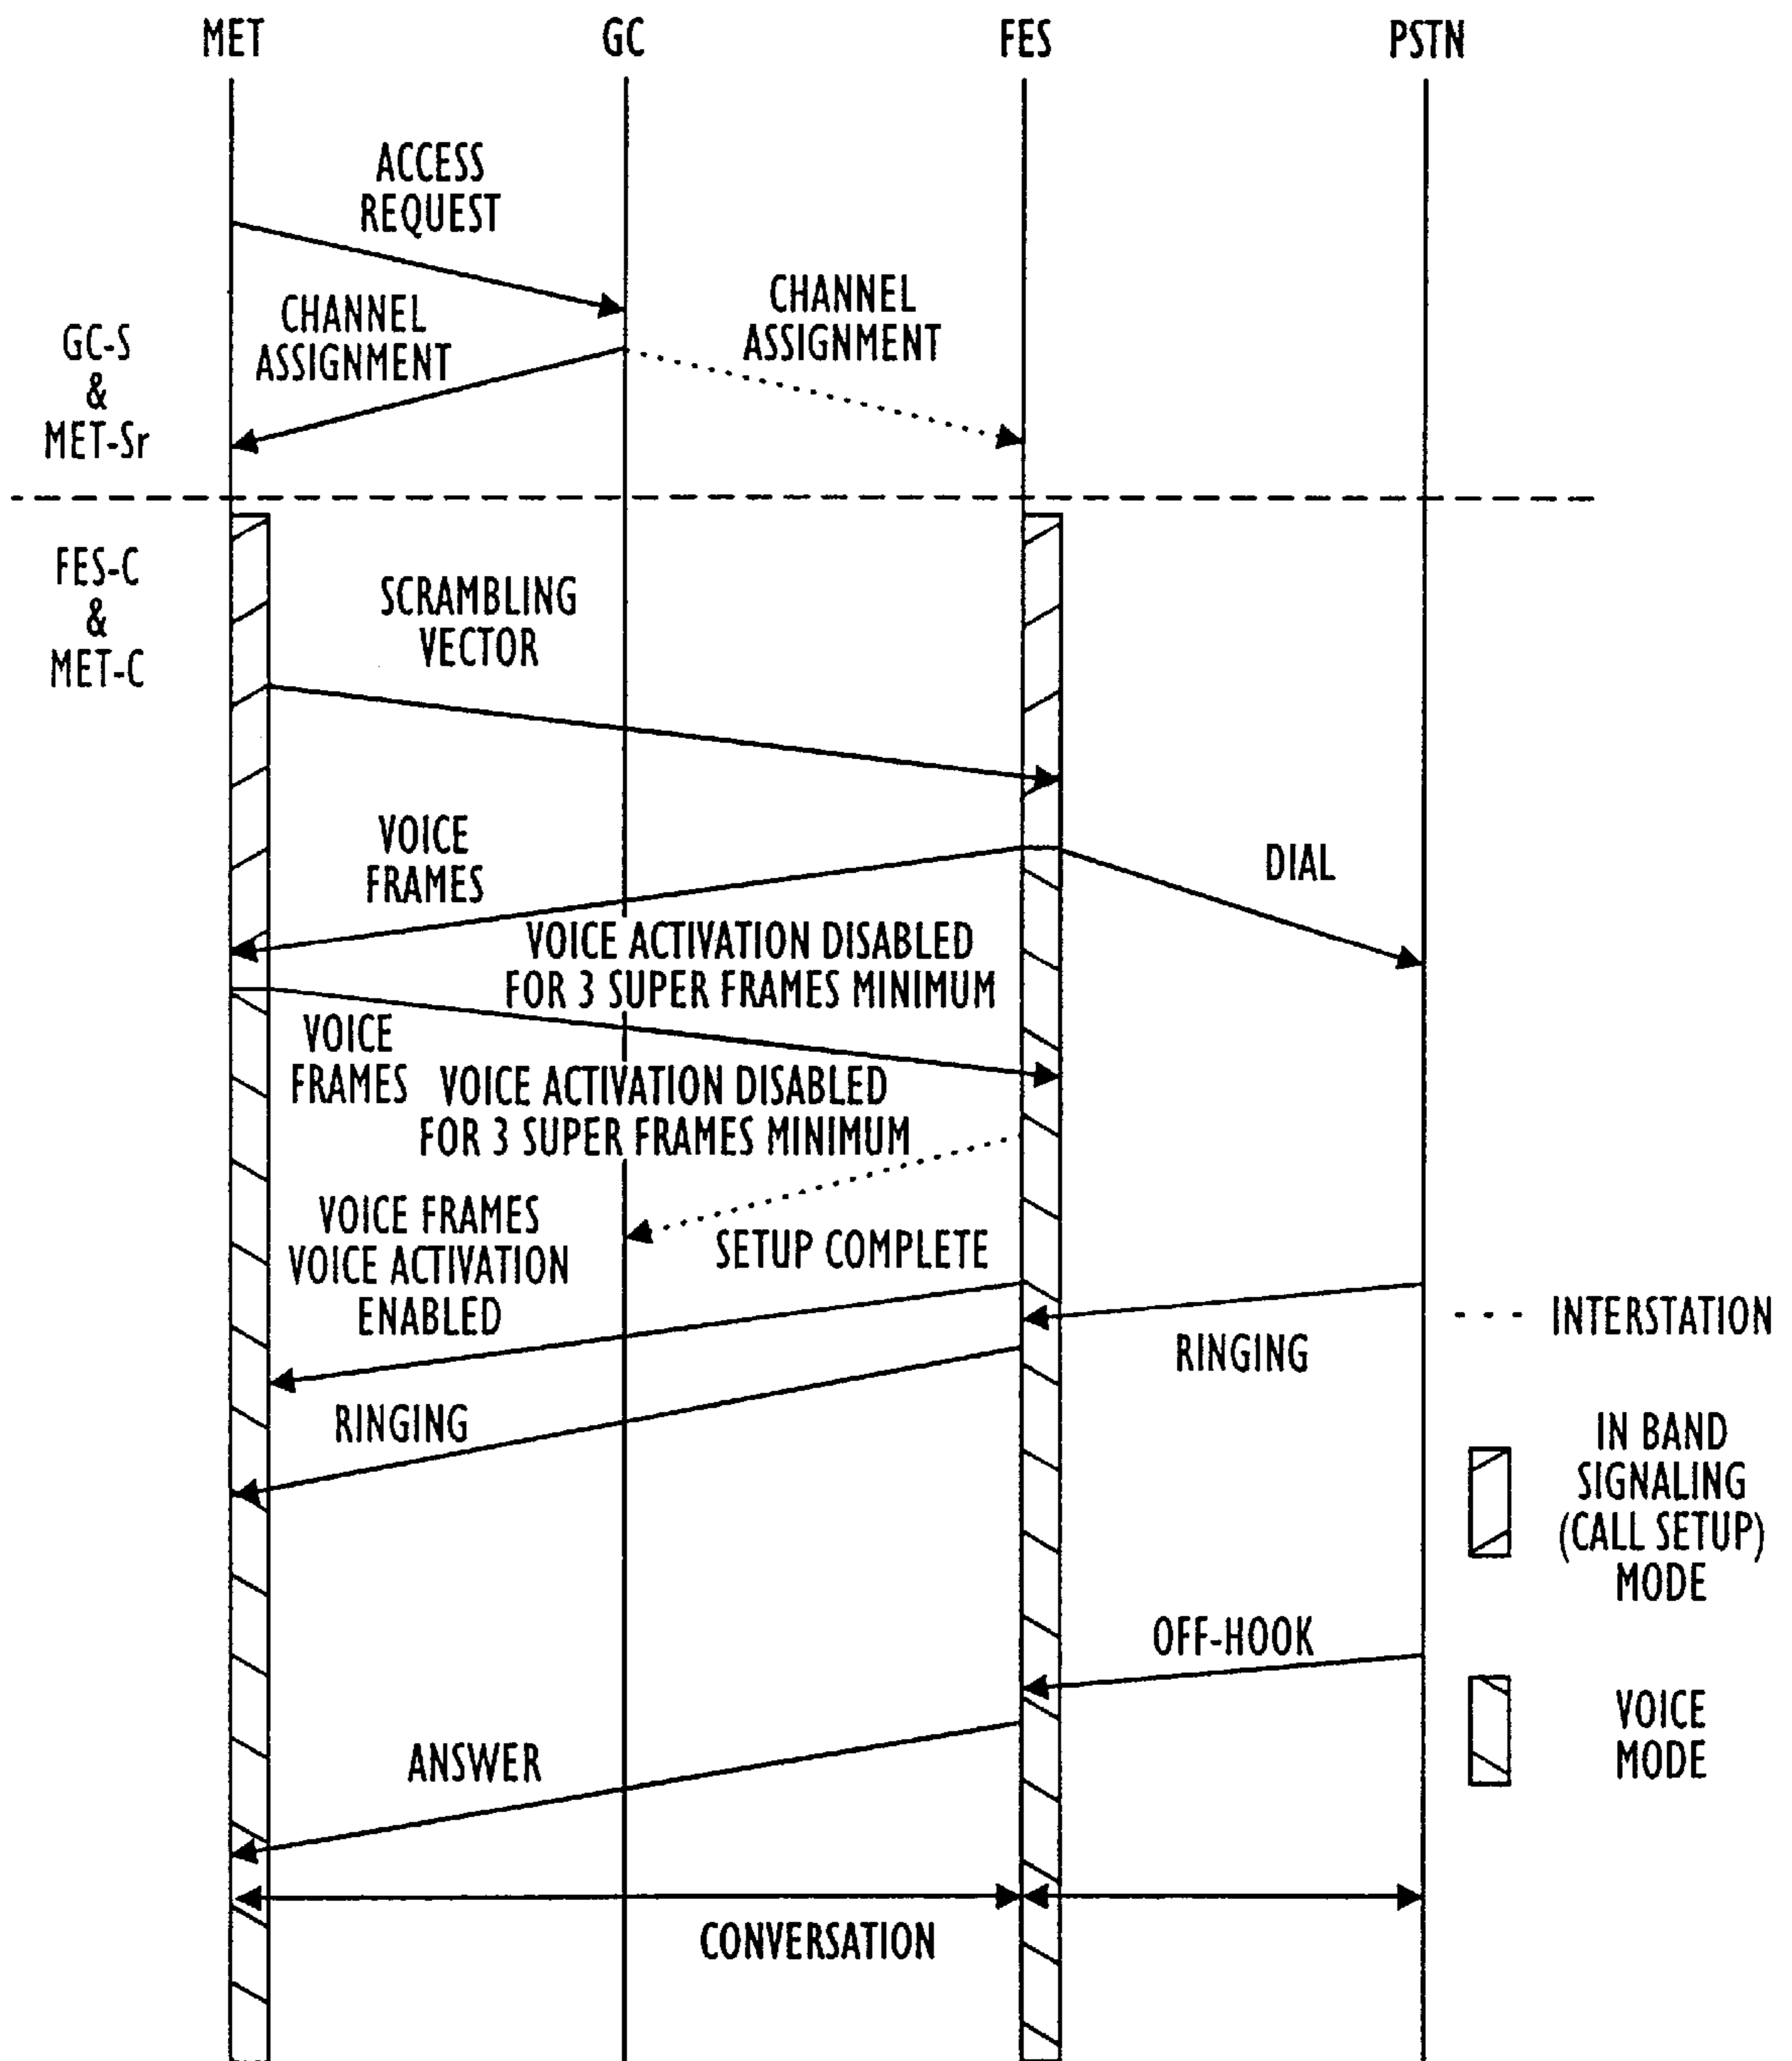 MET
GC
FES
PSTN
ACCESS
REQUEST
CHANNEL
ASSIGNMENT
CHANNEL
ASSIGNMENT
GC-S
&
MET-Sr
FES-C
&
MET-C
SCRAMBLING
VECTOR
VOICE
FRAMES
DIAL
VOICE ACTIVATION DISABLED
FOR 3 SUPER FRAMES MINIMUM
VOICE
FRAMES
VOICE ACTIVATION DISABLED
FOR 3 SUPER FRAMES MINIMUM
VOICE FRAMES
VOICE ACTIVATION
ENABLED
SETUP COMPLETE
RINGING
INTERSTATION
RINGING
IN BAND
SIGNALING
(CALL SETUP)
MODE
OFF-HOOK
VOICE
MODE
ANSWER
CONVERSATION